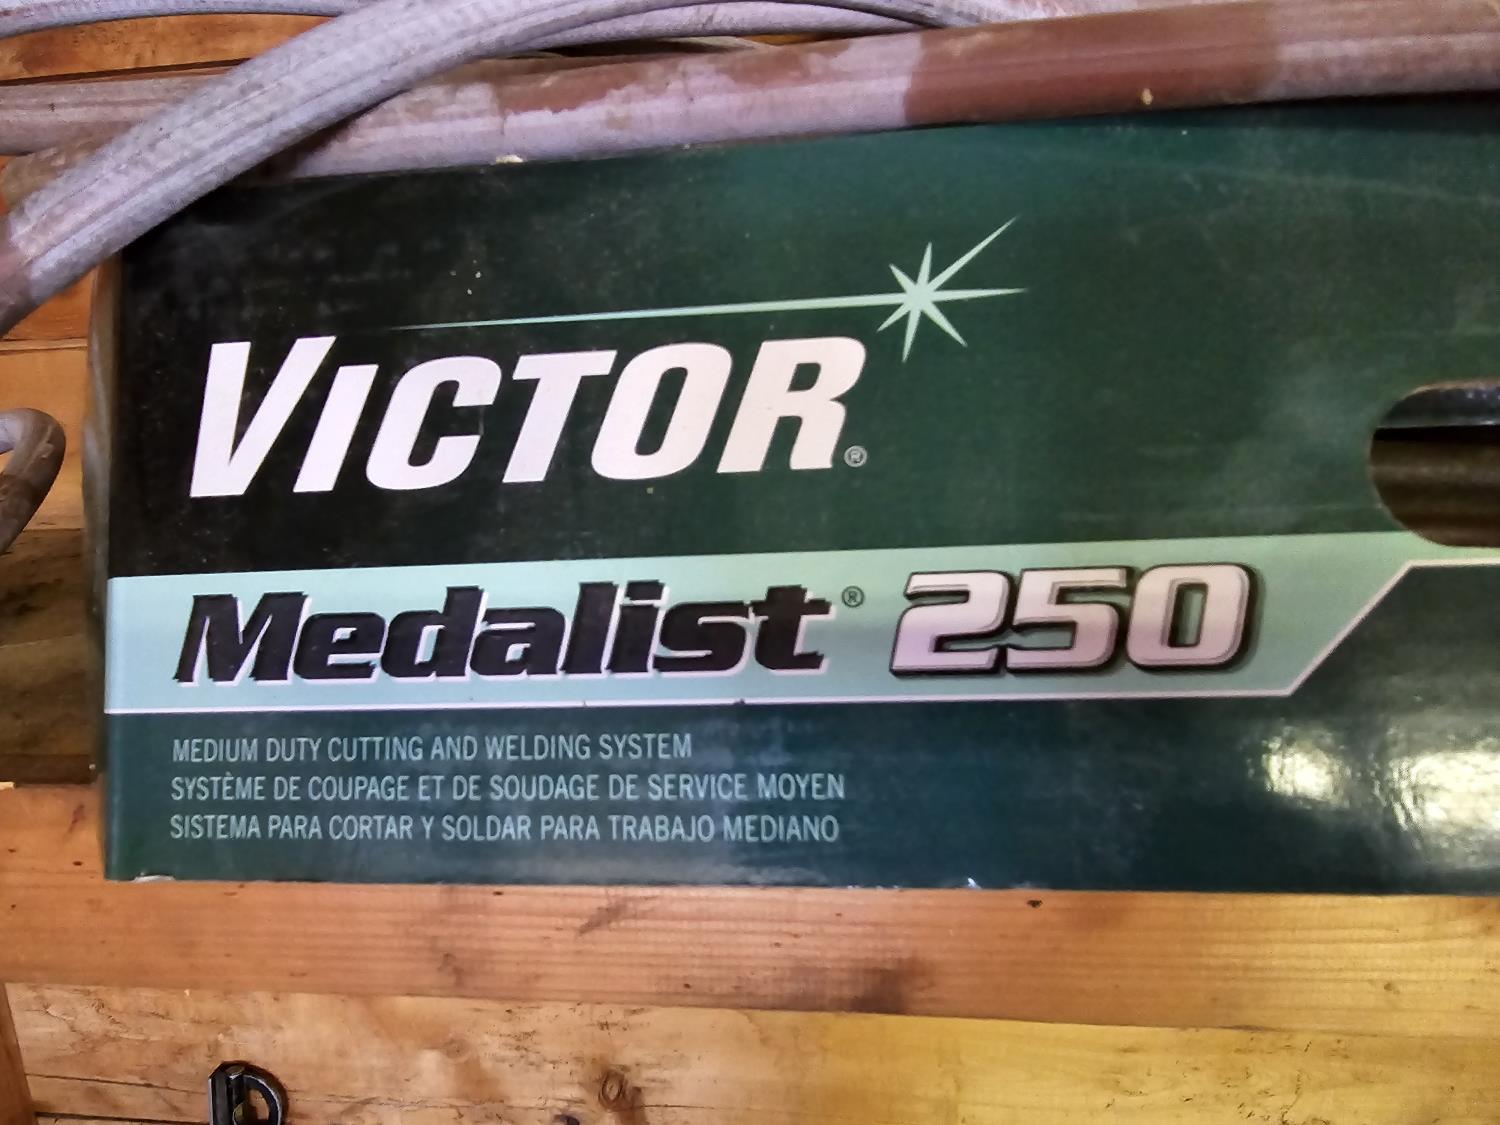 VICTOR®
Medalist® 250
MEDIUM DUTY CUTTING AND WELDING SYSTEM
SYSTÈME DE COUPAGE ET DE SOUDAGE DE SERVICE MOYEN
SISTEMA PARA CORTAR Y SOLDAR PARA TRABAJO MEDIANO